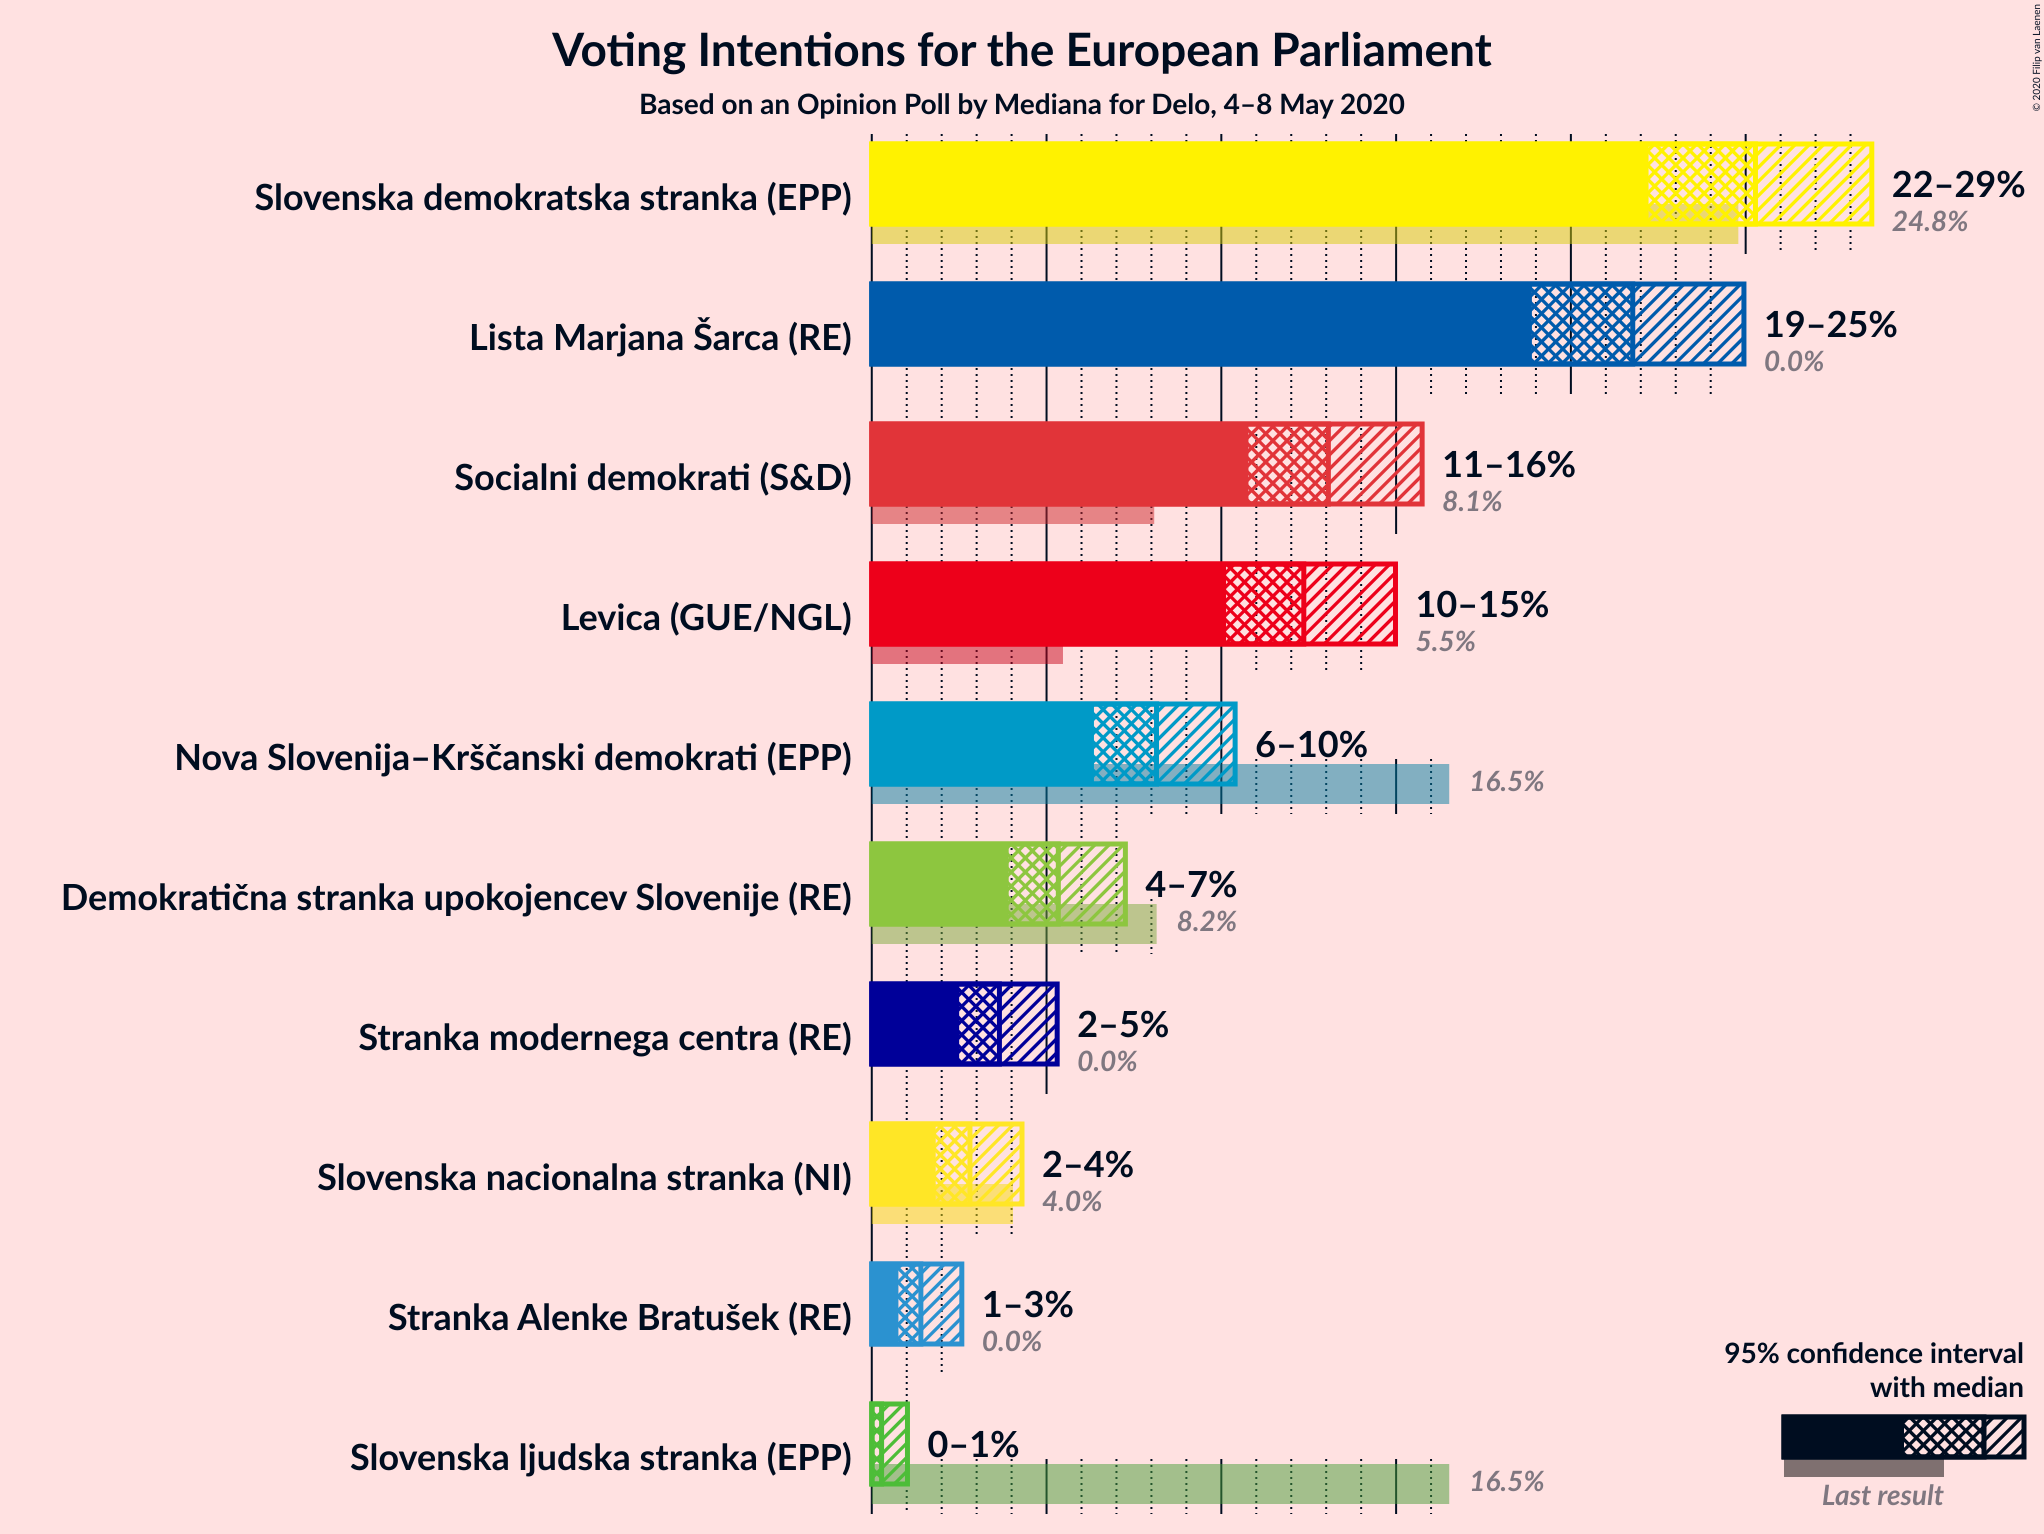 Voting Intentions for the European Parliament
Based on an Opinion Poll by Mediana for Delo, 4–8 May 2020
© 2020 Filip van Laenen
Slovenska demokratska stranka (EPP)
22–29%
24.8%
Lista Marjana Šarca (RE)
19–25%
0.0%
Socialni demokrati (S&D)
11–16%
8.1%
Levica (GUE/NGL)
10–15%
5.5%
Nova Slovenija–Krščanski demokrati (EPP)
6–10%
16.5%
Demokratična stranka upokojencev Slovenije (RE)
4–7%
8.2%
Stranka modernega centra (RE)
2–5%
0.0%
Slovenska nacionalna stranka (NI)
2–4%
4.0%
Stranka Alenke Bratušek (RE)
1–3%
0.0%
Slovenska ljudska stranka (EPP)
0–1%
16.5%
95% confidence interval
with median
Last result